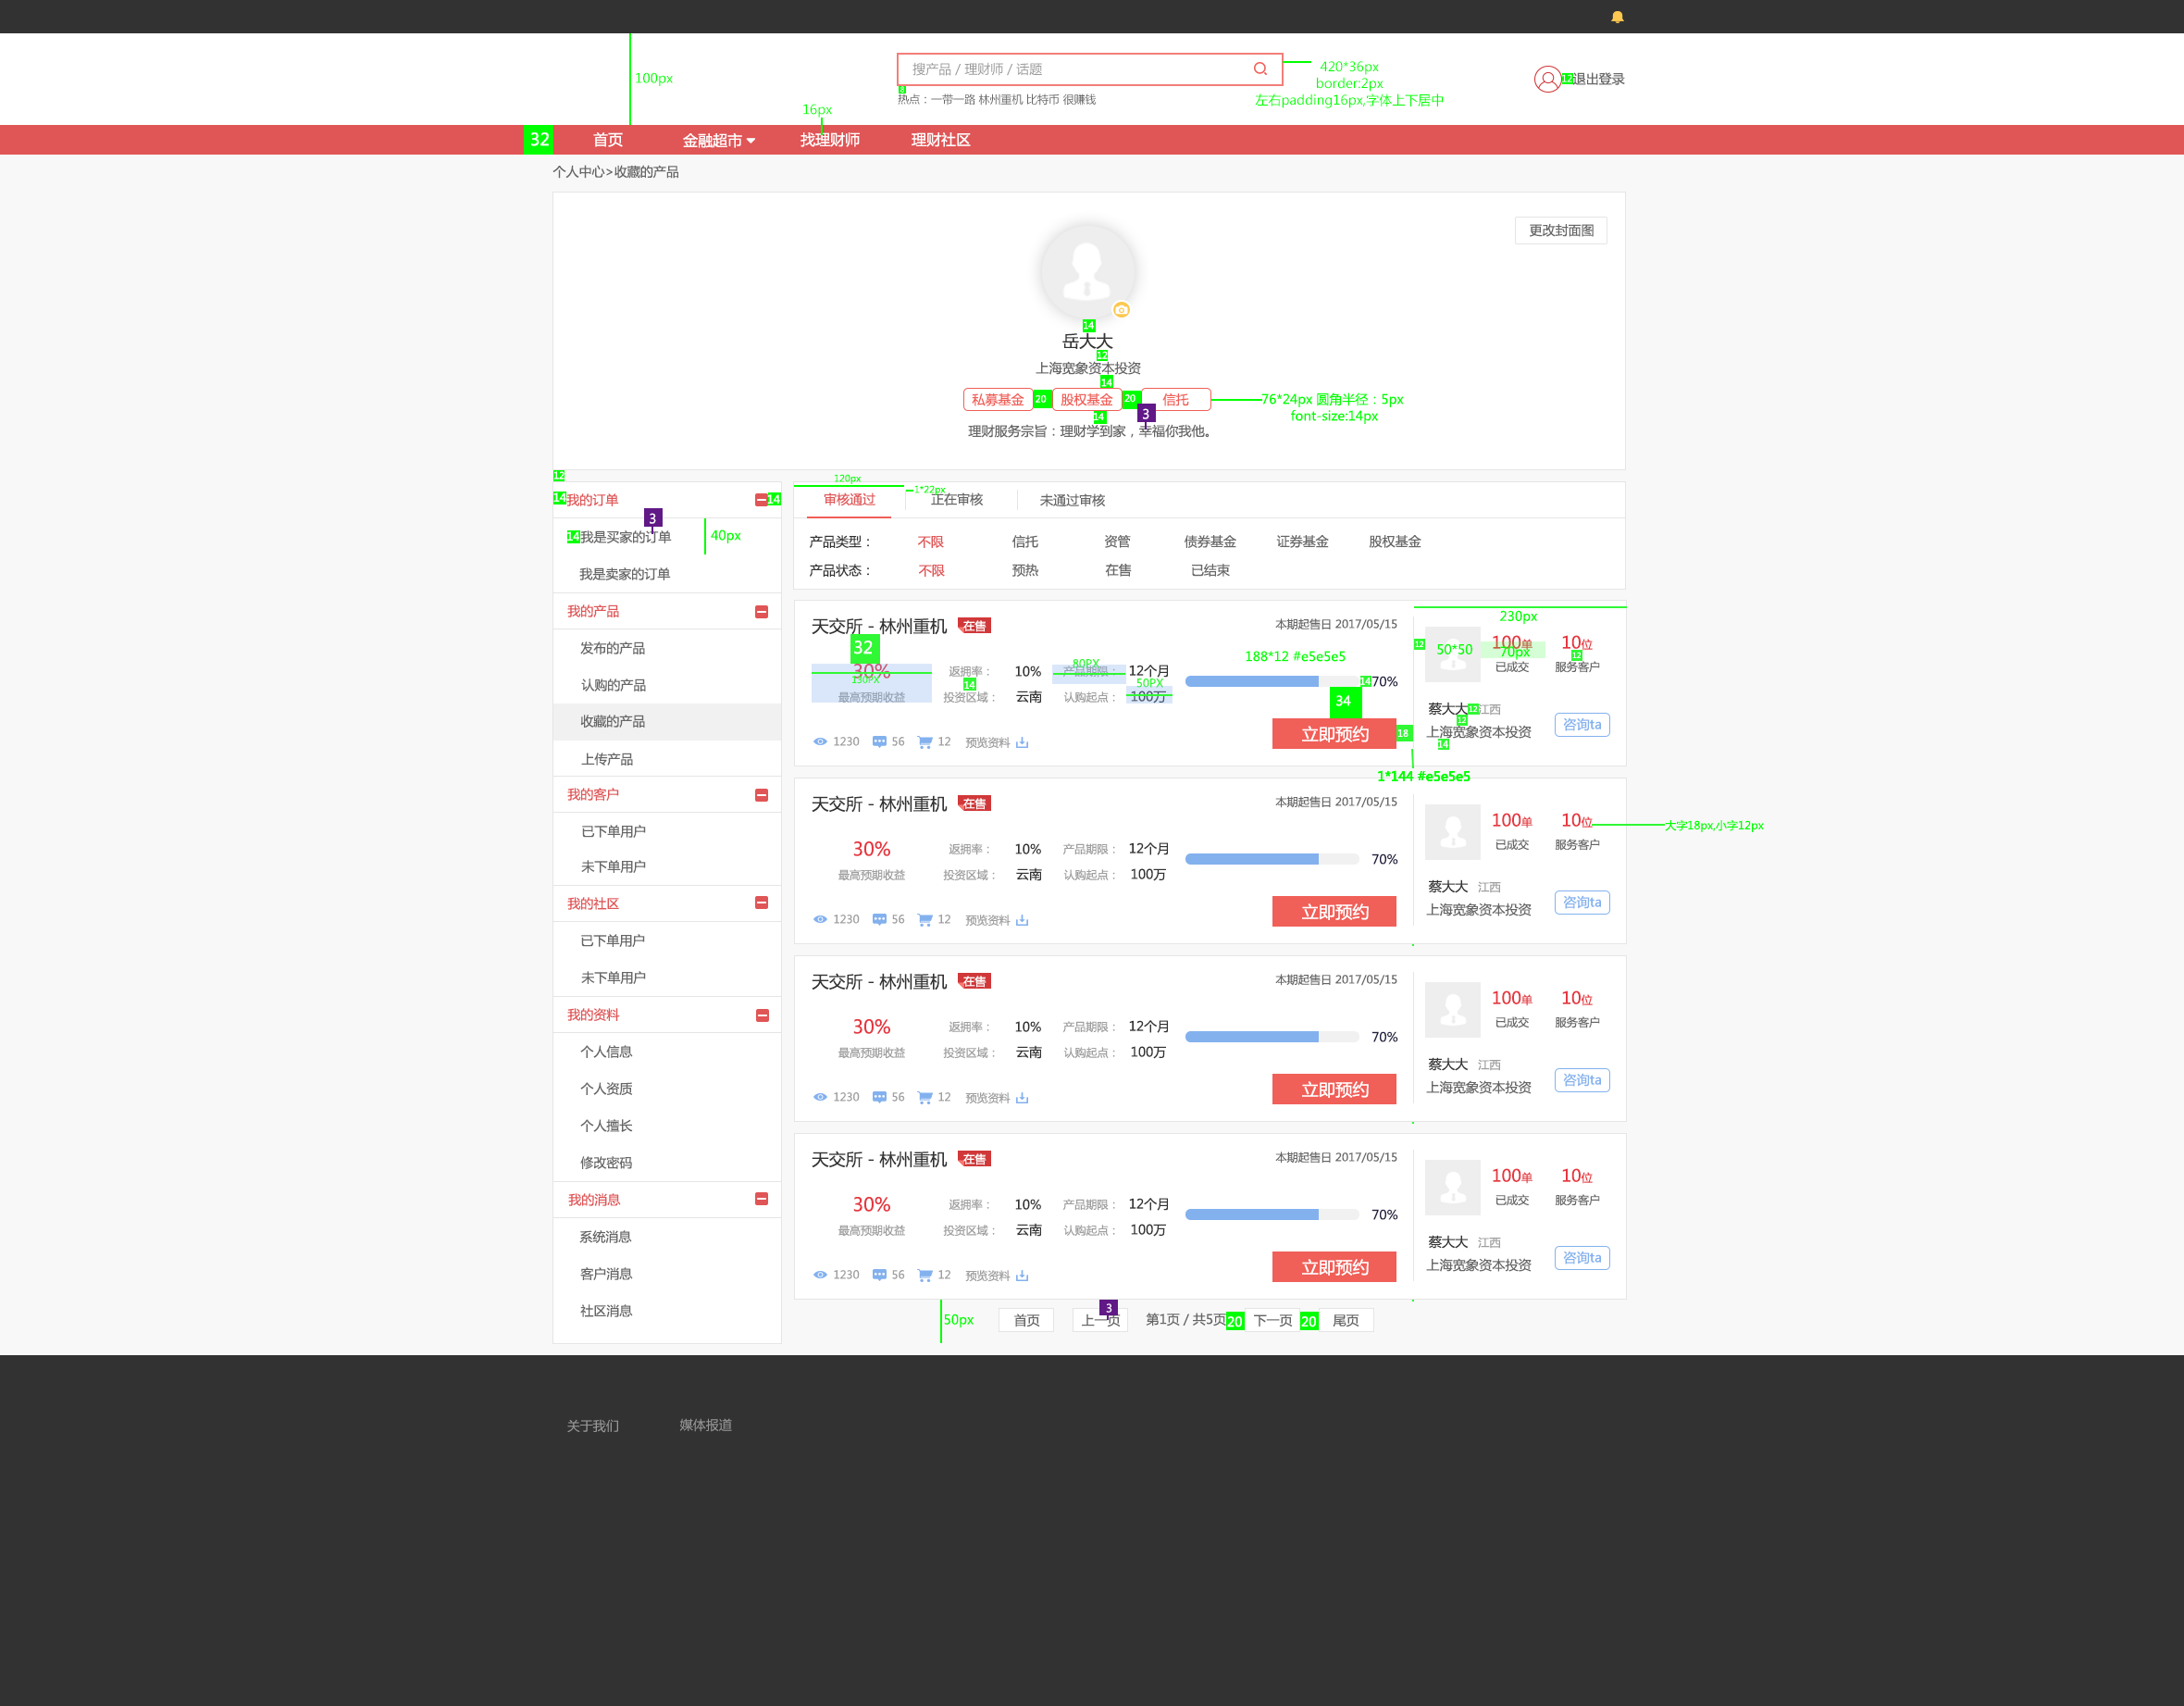 100px
搜产品 / 理财师 / 话题
420*36px
border:2px
左右padding16px,字体上下居中
12
退出登录
8
热点：一带一路 林州重机 比特币 很赚钱
16px
32
首页
金融超市
找理财师
理财社区
个人中心>收藏的产品
更改封面图
14
岳大大
12
上海宽象资本投资
14
私募基金
20
股权基金
20
信托
76*24px 圆角半径：5px
font-size:14px
3
14
理财服务宗旨：理财学到家，幸福你我他。
12
14
我的订单
14
3
14
我是买家的订单
40px
我是卖家的订单
我的产品
发布的产品
认购的产品
收藏的产品
上传产品
我的客户
已下单用户
未下单用户
我的社区
已下单用户
未下单用户
我的资料
个人信息
个人资质
个人擅长
修改密码
我的消息
系统消息
客户消息
社区消息
120px
1*22px
审核通过
正在审核
未通过审核
产品类型：
不限
信托
资管
债券基金
证券基金
股权基金
产品状态：
不限
预热
在售
已结束
天交所 - 林州重机
在售
本期起售日 2017/05/15
230px
32
30%
130PX
最高预期收益
返拥率：
10%
14
投资区域：
云南
80PX
产品期限：
12个月
50PX
认购起点：
100万
188*12 #e5e5e5
14
70%
34
1230
56
12
预览资料
立即预约
18
12
50*50
100单
70px
已成交
10位
12
服务客户
蔡大大
12
江西
12
上海宽象资本投资
14
咨询ta
1*144 #e5e5e5
天交所 - 林州重机
在售
本期起售日 2017/05/15
30%
最高预期收益
返拥率：
10%
投资区域：
云南
产品期限：
12个月
认购起点：
100万
70%
1230
56
12
预览资料
立即预约
100单
已成交
10位
服务客户
大字18px,小字12px
蔡大大
江西
上海宽象资本投资
咨询ta
天交所 - 林州重机
在售
本期起售日 2017/05/15
30%
最高预期收益
返拥率：
10%
投资区域：
云南
产品期限：
12个月
认购起点：
100万
70%
1230
56
12
预览资料
立即预约
100单
已成交
10位
服务客户
蔡大大
江西
上海宽象资本投资
咨询ta
天交所 - 林州重机
在售
本期起售日 2017/05/15
30%
最高预期收益
返拥率：
10%
投资区域：
云南
产品期限：
12个月
认购起点：
100万
70%
1230
56
12
预览资料
立即预约
100单
已成交
10位
服务客户
蔡大大
江西
上海宽象资本投资
咨询ta
50px
首页
3
上一页
第1页 / 共5页
20
下一页
20
尾页
关于我们
媒体报道